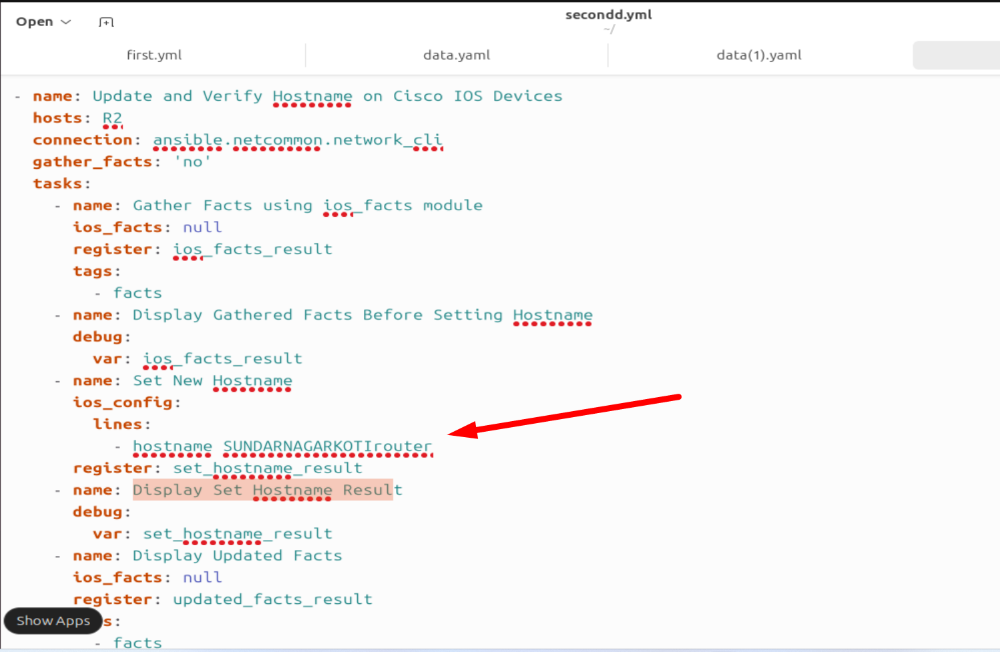 Open
secondd.yml
~/
first.yml data.yaml data(1).yaml
- name: Update and Verify Hostname on Cisco IOS Devices
  hosts: R2
  connection: ansible.netcommon.network_cli
  gather_facts: 'no'
  tasks:
    - name: Gather Facts using ios_facts module
      ios_facts: null
      register: ios_facts_result
      tags:
        - facts
    - name: Display Gathered Facts Before Setting Hostname
      debug:
        var: ios_facts_result
    - name: Set New Hostname
      ios_config:
        lines:
          - hostname SUNDARNAGARKOTIrouter
      register: set_hostname_result
    - name: Display Set Hostname Result
      debug:
        var: set_hostname_result
    - name: Display Updated Facts
      ios_facts: null
      register: updated_facts_result
Show Apps s:
        - facts